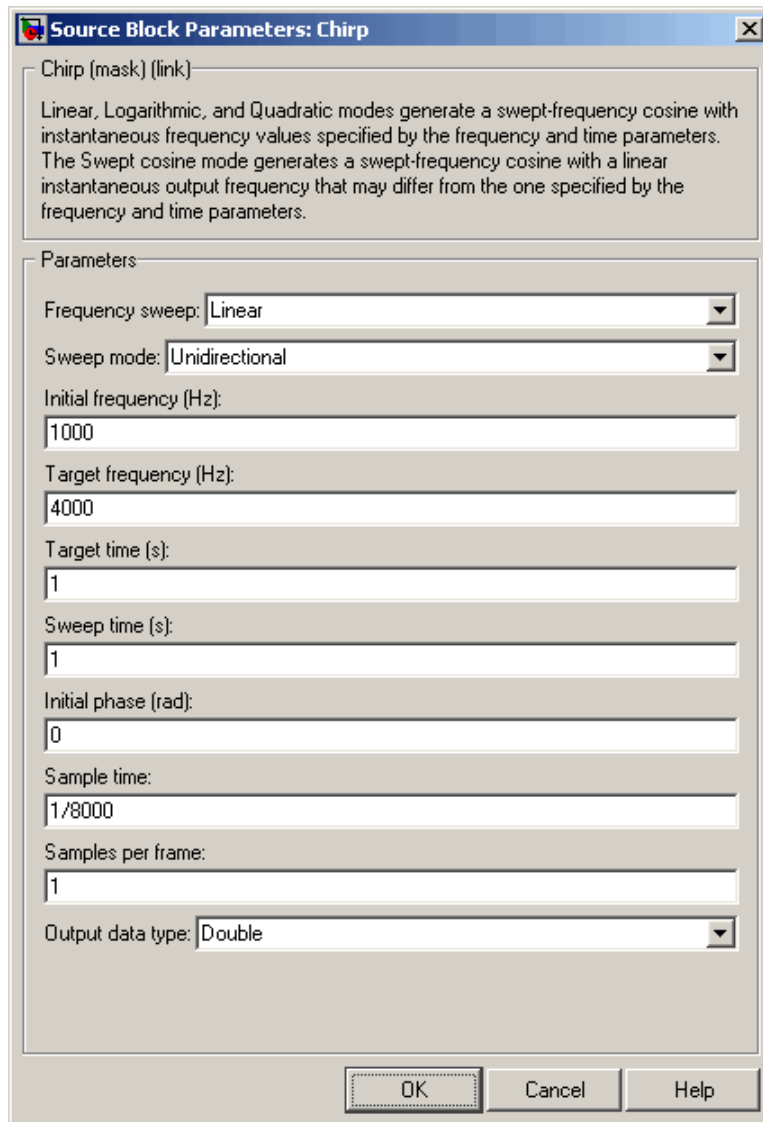 Source Block Parameters: Chirp
Chirp (mask) (link)
Linear, Logarithmic, and Quadratic modes generate a swept-frequency cosine with
instantaneous frequency values specified by the frequency and time parameters.
The Swept cosine mode generates a swept-frequency cosine with a linear
instantaneous output frequency that may differ from the one specified by the
frequency and time parameters.
Parameters
Frequency sweep: Linear
Sweep mode: Unidirectional
Initial frequency (Hz):
1000
Target frequency (Hz):
4000
Target time (s):
1
Sweep time (s):
1
Initial phase (rad):
0
Sample time:
1/8000
Samples per frame:
1
Output data type: Double
OK Cancel Help